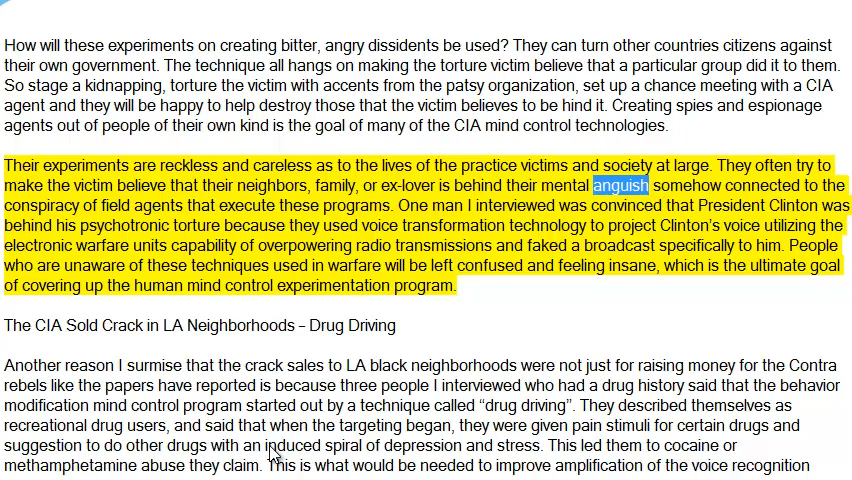 How will these experiments on creating bitter, angry dissidents be used? They can turn other countries citizens against
their own government. The technique all hangs on making the torture victim believe that a particular group did it to them.
So stage a kidnapping, torture the victim with accents from the patsy organization, set up a chance meeting with a CIA
agent and they will be happy to help destroy those that the victim believes to be hind it. Creating spies and espionage
agents out of people of their own kind is the goal of many of the CIA mind control technologies.
Their experiments are reckless and careless as to the lives of the practice victims and society at large. They often try to
make the victim believe that their neighbors, family, or ex-lover is behind their mental anguish somehow connected to the
conspiracy of field agents that execute these programs. One man I interviewed was convinced that President Clinton was
behind his psychotronic torture because they used voice transformation technology to project Clinton's voice utilizing the
electronic warfare units capability of overpowering radio transmissions and faked a broadcast specifically to him. People
who are unaware of these techniques used in warfare will be left confused and feeling insane, which is the ultimate goal
of covering up the human mind control experimentation program.
The CIA Sold Crack in LA Neighborhoods – Drug Driving
Another reason I surmise that the crack sales to LA black neighborhoods were not just for raising money for the Contra
rebels like the papers have reported is because three people I interviewed who had a drug history said that the behavior
modification mind control program started out by a technique called “drug driving”. They described themselves as
recreational drug users, and said that when the targeting began, they were given pain stimuli for certain drugs and
suggestion to do other drugs with an induced spiral of depression and stress. This led them to cocaine or
methamphetamine abuse they claim. This is what would be needed to improve amplification of the voice recognition